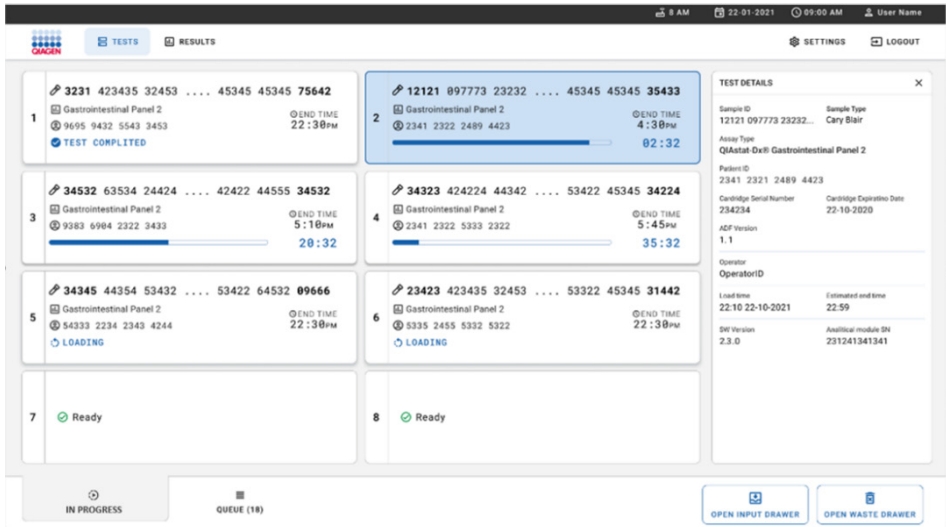 8 AM 22-01-2021 09:00 AM User Name
QIAGEN TESTS RESULTS SETTINGS LOGOUT
1
3231 423435 32453 .... 45345 45345 75642
Gastrointestinal Panel 2
9695 9432 5543 3453
TEST COMPLITED
END TIME
22:30PM
2
12121 097773 23232 .... 45345 45345 35433
Gastrointestinal Panel 2
2341 2322 2489 4423
END TIME
4:30PM
02:32
3
34532 63534 24424 .... 42422 44555 34532
Gastrointestinal Panel 2
9383 6904 2322 3433
END TIME
5:10PM
20:32
4
34323 424224 44342 .... 53422 45345 34224
Gastrointestinal Panel 2
2341 2322 5333 2322
END TIME
5:45PM
35:32
5
34345 44354 53432 .... 53422 64532 09666
Gastrointestinal Panel 2
54333 2234 2343 4244
LOADING
END TIME
22:30PM
6
23423 423435 32453 .... 53322 45345 31442
Gastrointestinal Panel 2
5335 2455 5332 5322
LOADING
END TIME
22:30PM
7
Ready
8
Ready
TEST DETAILS
Sample ID Sample Type
12121 097773 23232... Cary Blair
Assay Type
QIAstat-Dx® Gastrointestinal Panel 2
Patient ID
2341 2321 2489 4423
Cardridge Serial Number Cardridge Expiratino Date
234234 22-10-2020
ADF Version
1.1
Operator
OperatorID
Load time Estimated end time
22:10 22-10-2021 22:59
SW Version Analitical module SN
2.3.0 231241341341
IN PROGRESS
QUEUE (18)
OPEN INPUT DRAWER
OPEN WASTE DRAWER